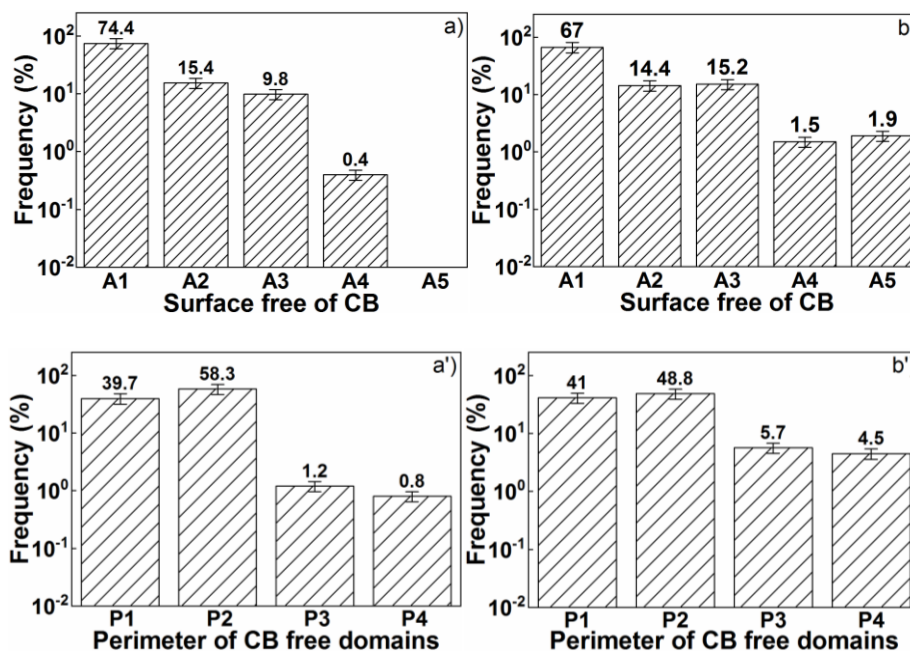 a)
74.4
15.4
9.8
0.4
Frequency (%)
10²
10¹
10⁰
10⁻¹
10⁻²
A1 A2 A3 A4 A5
Surface free of CB
b
67
14.4
15.2
1.5
1.9
Frequency (%)
10²
10¹
10⁰
10⁻¹
10⁻²
A1 A2 A3 A4 A5
Surface free of CB
a')
39.7
58.3
1.2
0.8
Frequency (%)
10²
10¹
10⁰
10⁻¹
10⁻²
P1 P2 P3 P4
Perimeter of CB free domains
b'
41
48.8
5.7
4.5
Frequency (%)
10²
10¹
10⁰
10⁻¹
10⁻²
P1 P2 P3 P4
Perimeter of CB free domains